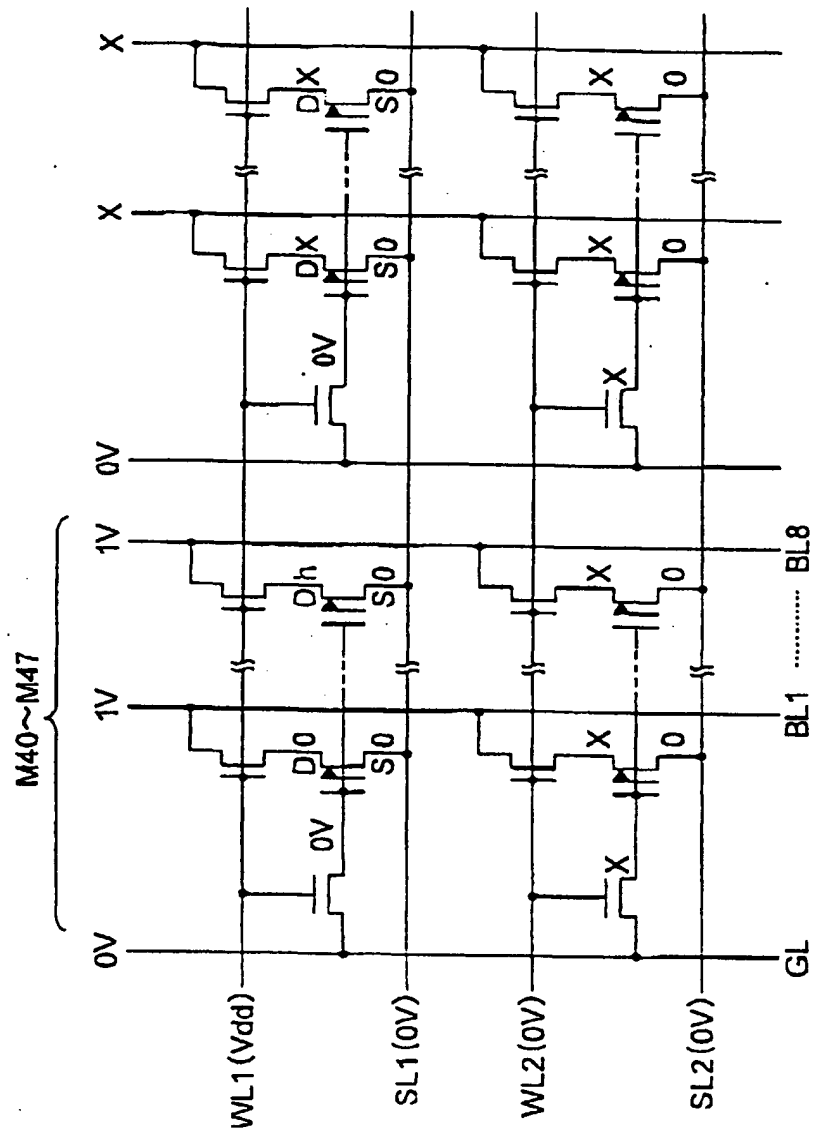 M40~M47
0V 1V 1V 0V X X
WL1(Vdd)
0V D 0 D h 0V D X D X
S 0 S 0 S 0 S 0
SL1(0V)
WL2(0V)
X X X X X X
0 0 0 0
SL2(0V)
GL BL1 ......... BL8